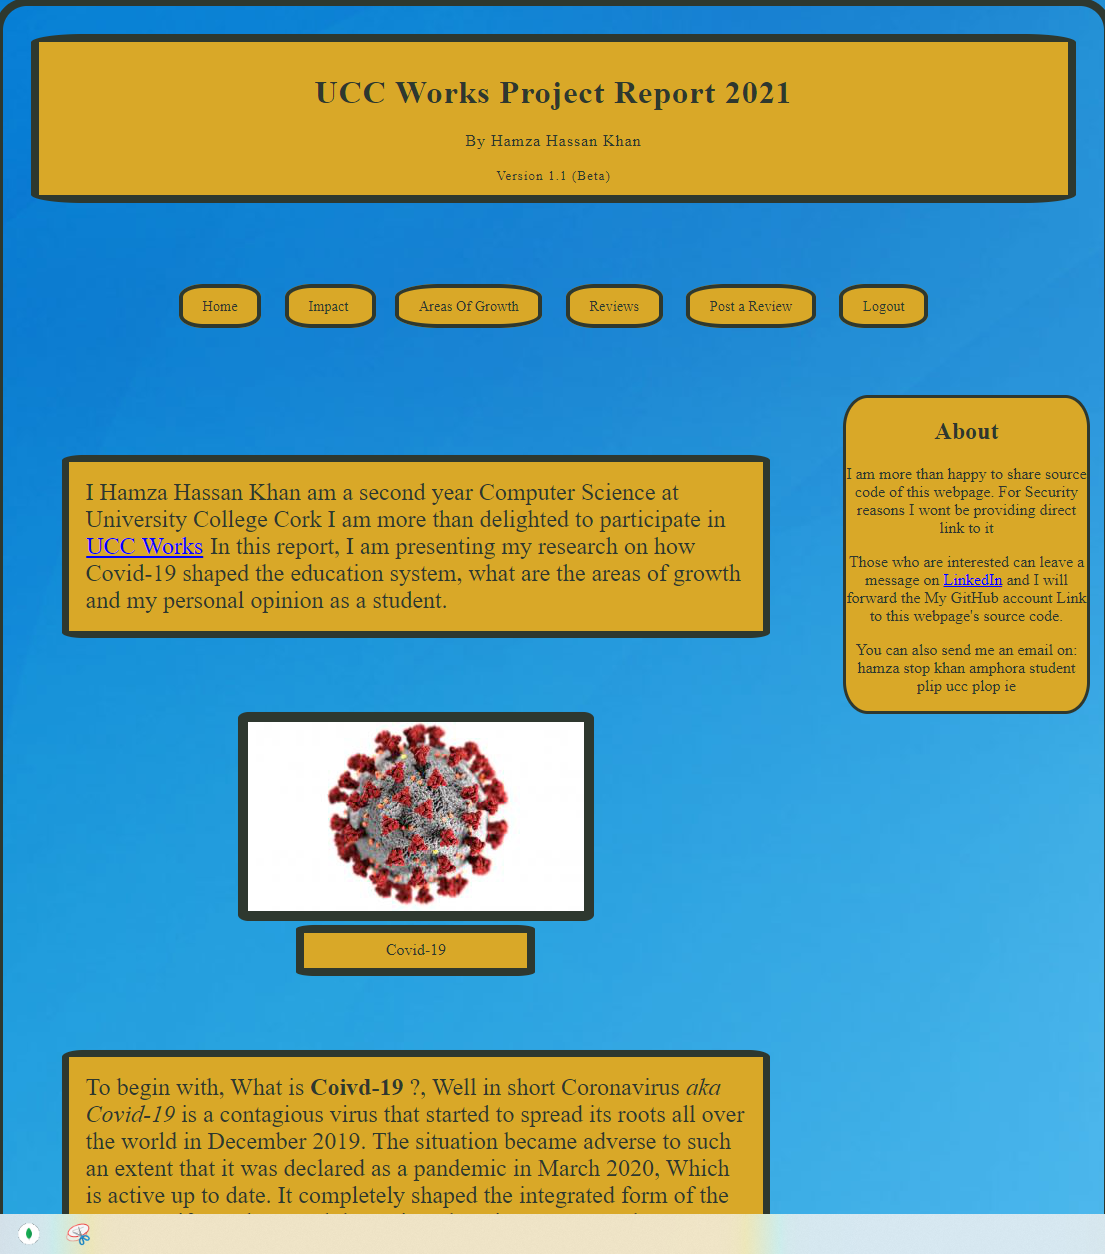 UCC Works Project Report 2021
By Hamza Hassan Khan
Version 1.1 (Beta)
Home
Impact
Areas Of Growth
Reviews
Post a Review
Logout
I Hamza Hassan Khan am a second year Computer Science at
University College Cork I am more than delighted to participate in
UCC Works In this report, I am presenting my research on how
Covid-19 shaped the education system, what are the areas of growth
and my personal opinion as a student.
About
I am more than happy to share source
code of this webpage. For Security
reasons I wont be providing direct
link to it
Those who are interested can leave a
message on LinkedIn and I will
forward the My GitHub account Link
to this webpage's source code.
You can also send me an email on:
hamza stop khan amphora student
plip ucc plop ie
Covid-19
To begin with, What is Coivd-19 ?, Well in short Coronavirus aka
Covid-19 is a contagious virus that started to spread its roots all over
the world in December 2019. The situation became adverse to such
an extent that it was declared as a pandemic in March 2020, Which
is active up to date. It completely shaped the integrated form of the